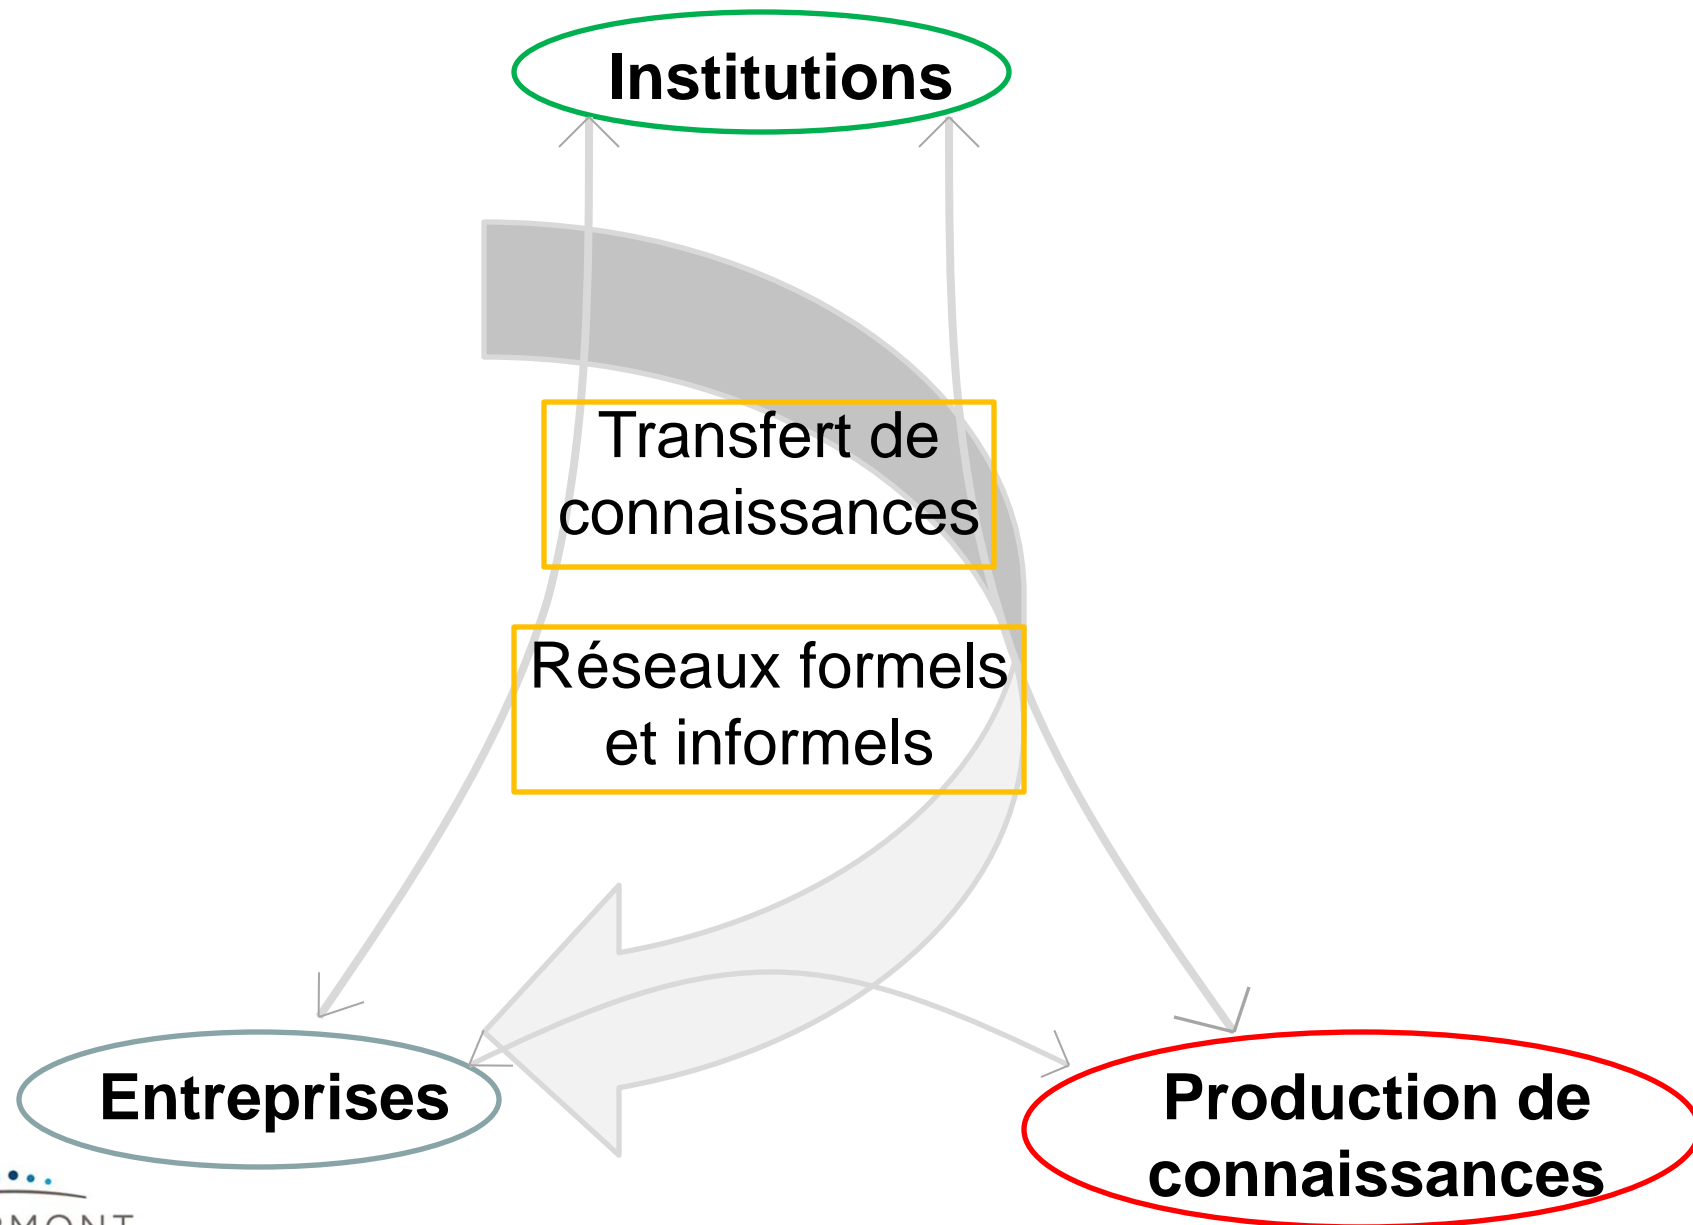 Institutions
Transfert de
connaissances
Réseaux formels
et informels
Entreprises
Production de
connaissances